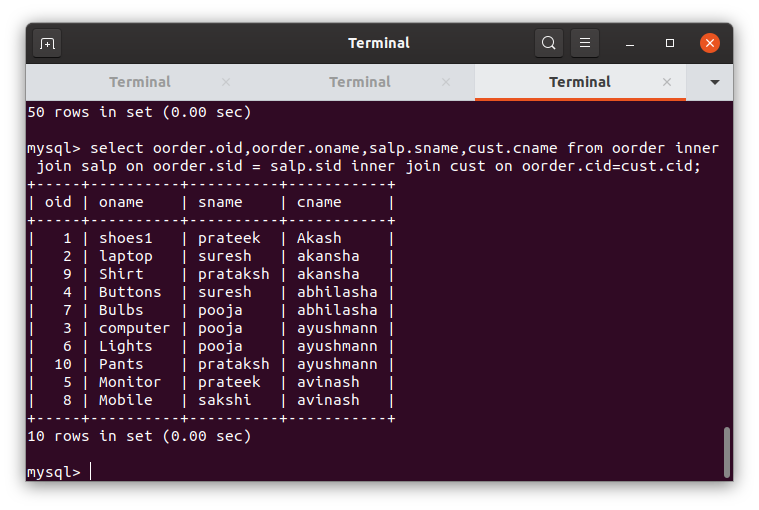 Terminal
Terminal × Terminal × Terminal ×
50 rows in set (0.00 sec)
mysql> select oorder.oid,oorder.oname,salp.sname,cust.cname from oorder inner
 join salp on oorder.sid = salp.sid inner join cust on oorder.cid=cust.cid;
+-----+----------+----------+-----------+
| oid | oname    | sname    | cname     |
+-----+----------+----------+-----------+
|   1 | shoes1   | prateek  | Akash     |
|   2 | laptop   | suresh   | akansha   |
|   9 | Shirt    | prataksh | akansha   |
|   4 | Buttons  | suresh   | abhilasha |
|   7 | Bulbs    | pooja    | abhilasha |
|   3 | computer | pooja    | ayushmann |
|   6 | Lights   | pooja    | ayushmann |
|  10 | Pants    | prataksh | ayushmann |
|   5 | Monitor  | prateek  | avinash   |
|   8 | Mobile   | sakshi   | avinash   |
+-----+----------+----------+-----------+
10 rows in set (0.00 sec)
mysql>